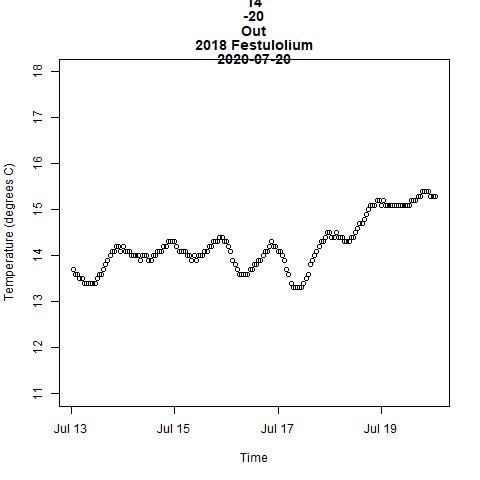 14
-20
Out
2018 Festulolium
2020-07-20
18
17
16
15
14
13
12
11
Temperature (degrees C)
Jul 13
Jul 15
Jul 17
Jul 19
Time